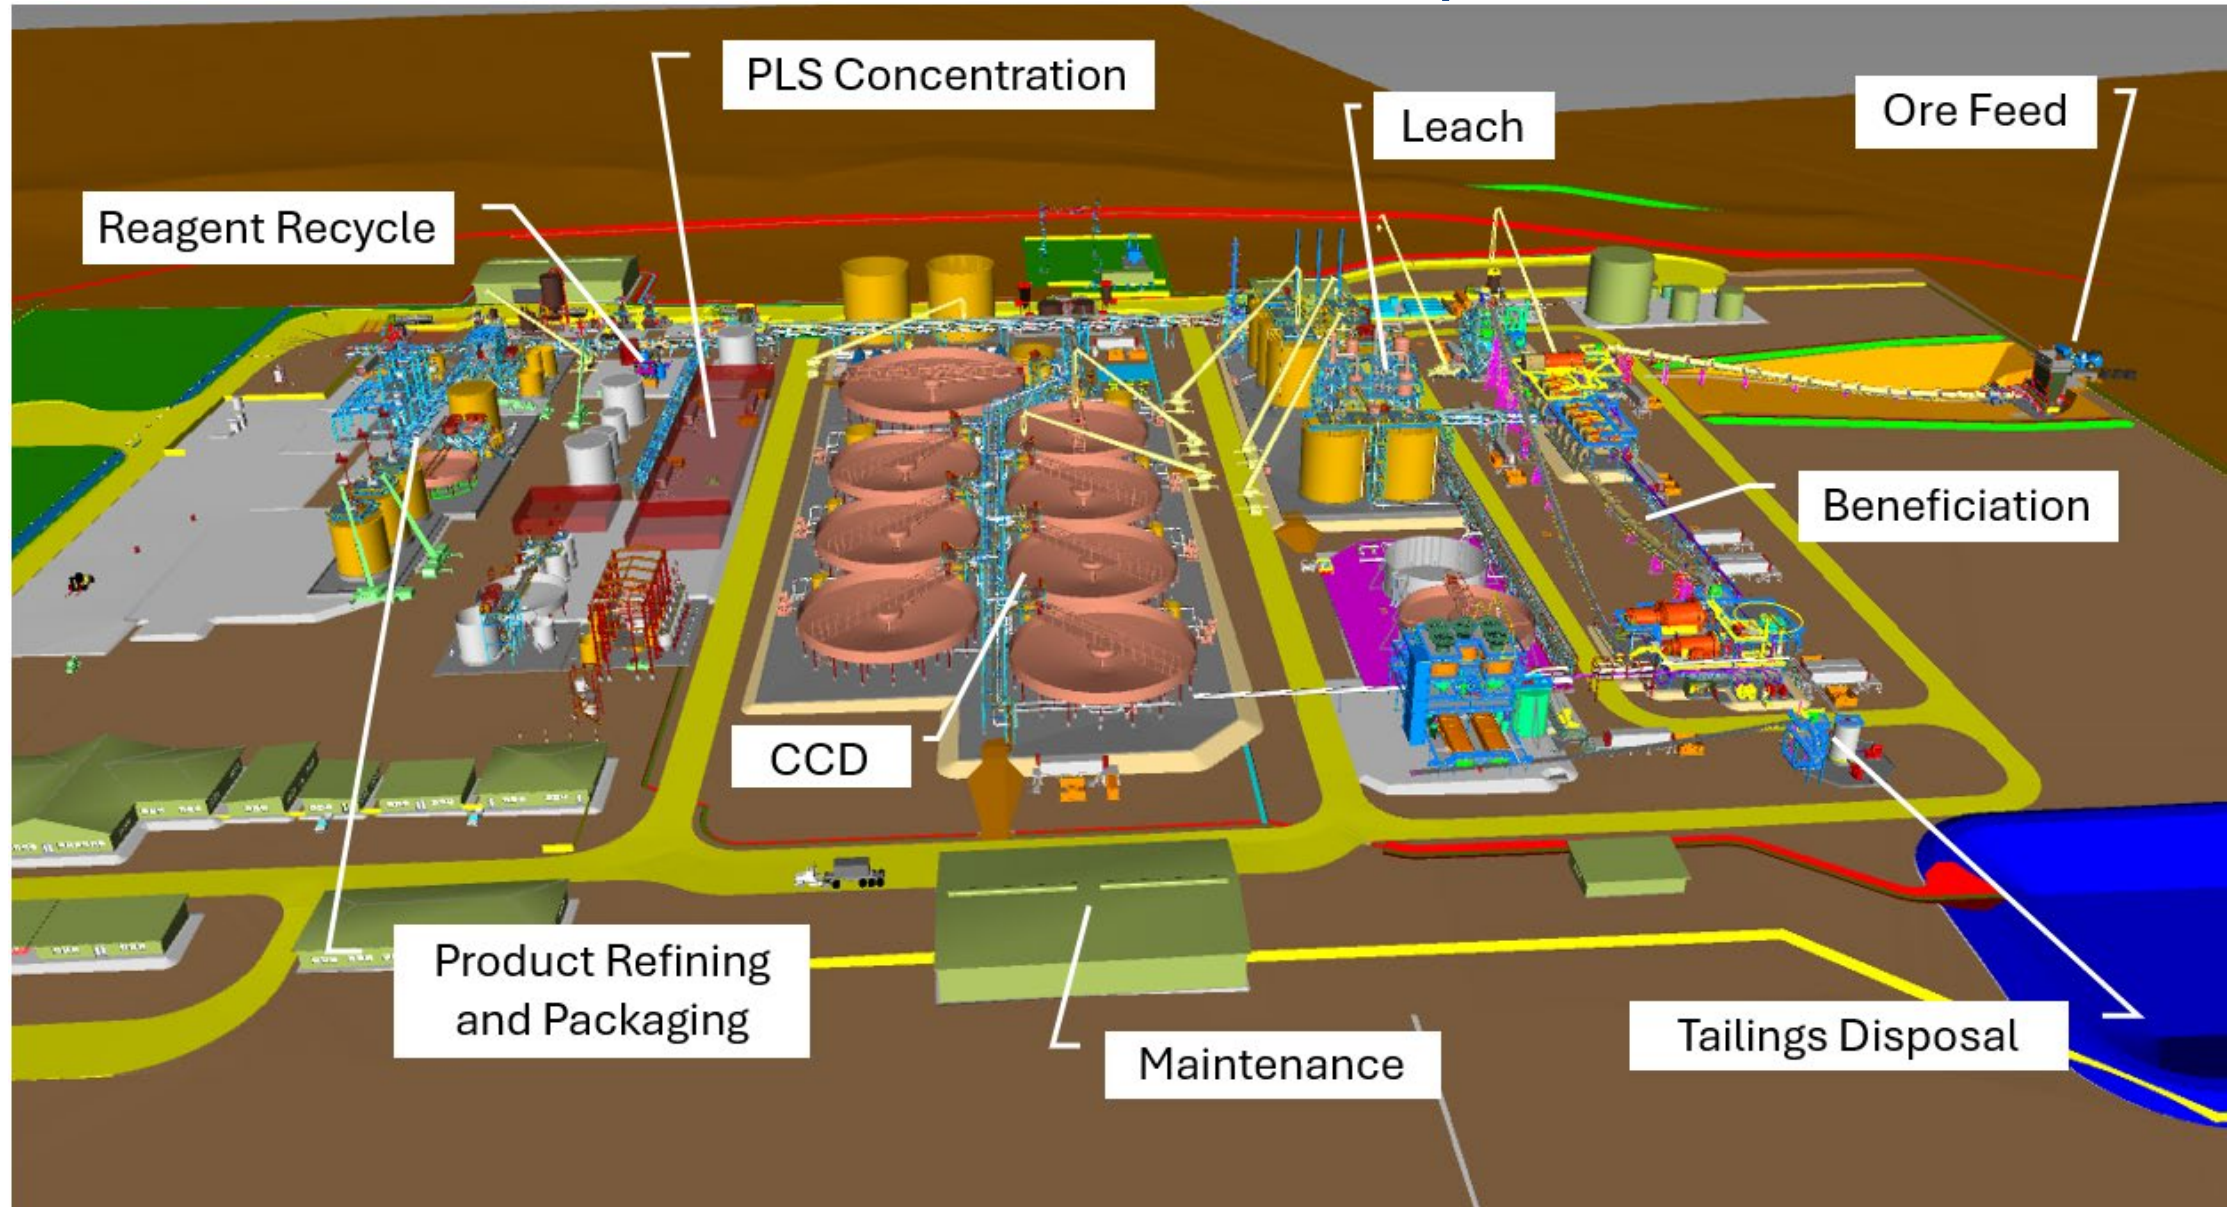 PLS Concentration
Ore Feed
Leach
Reagent Recycle
Beneficiation
CCD
Product Refining
and Packaging
Tailings Disposal
Maintenance